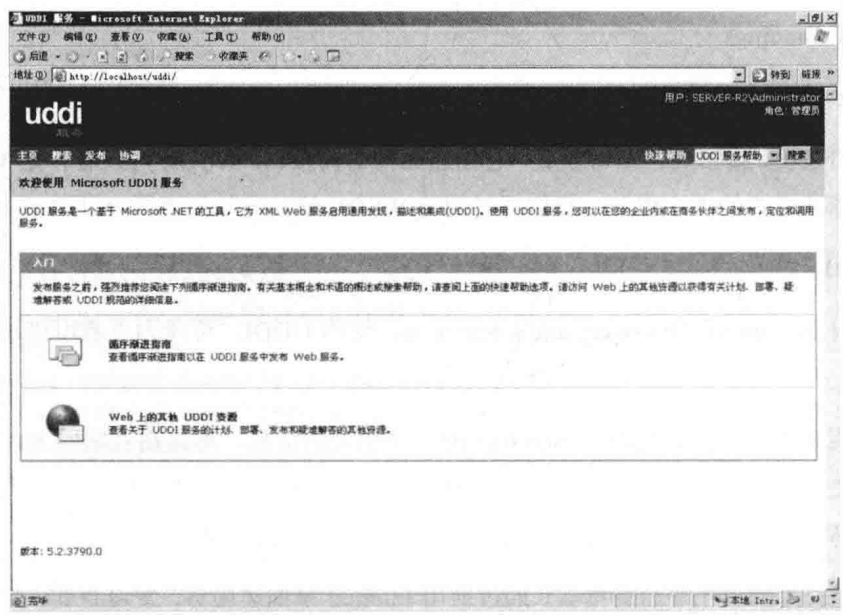 UDDI 服务 - Microsoft Internet Explorer
文件(F) 编辑(E) 查看(V) 收藏(A) 工具(T) 帮助(H)
后退 搜索 收藏夹
地址(D) http://localhost/uddi/ 转到 链接 »
用户: SERVER-R2\Administrator
角色: 管理员
uddi
服务
主页 搜索 发布 协调 快速帮助 UDDI 服务帮助 搜索
欢迎使用 Microsoft UDDI 服务
UDDI 服务是一个基于 Microsoft .NET 的工具，它为 XML Web 服务启用通用发现，描述和集成(UDDI)。使用 UDDI 服务，您可以在您的企业内或在商务伙伴之间发布，定位和调用
服务。
入门
发布服务之前，强烈推荐您阅读下列循序渐进指南。有关基本概念和术语的概述或搜索帮助，请查阅上面的快速帮助选项。请访问 Web 上的其他资源以获得有关计划、部署、疑
难解答或 UDDI 规范的详细信息。
循序渐进指南
查看循序渐进指南以在 UDDI 服务中发布 Web 服务。
Web 上的其他 UDDI 资源
查看关于 UDDI 服务的计划、部署、发布和疑难解答的其他资源。
版本: 5.2.3790.0
完毕 本地 Intra